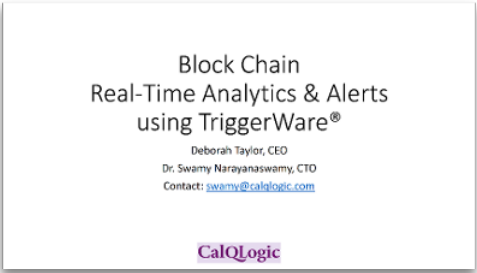 Block Chain
Real-Time Analytics & Alerts
using TriggerWare®
Deborah Taylor, CEO
Dr. Swamy Narayanaswamy, CTO
Contact: swamy@calqlogic.com
CalQLogic